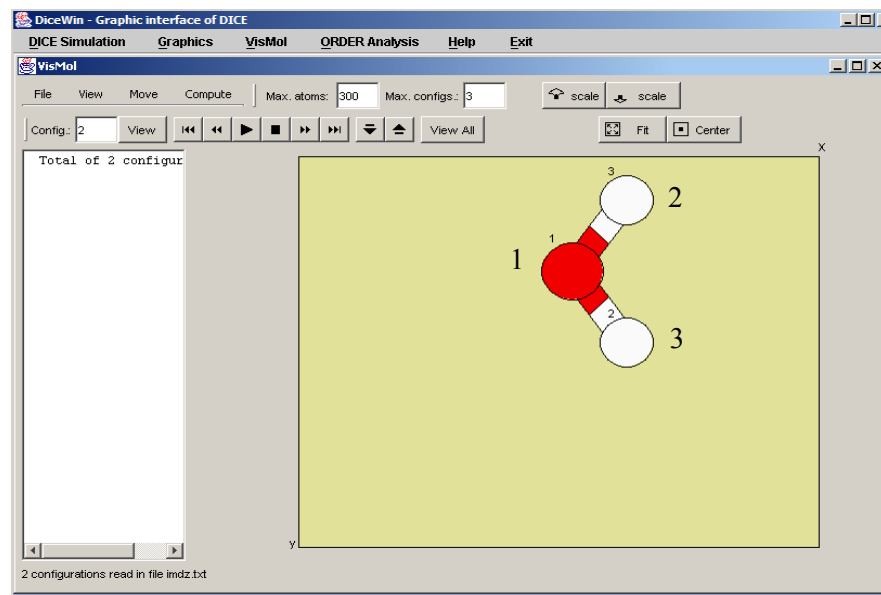 DiceWin - Graphic interface of DICE
DICE Simulation Graphics VisMol ORDER Analysis Help Exit
VisMol
File View Move Compute Max. atoms: 300 Max. configs.: 3 scale scale
Config.: 2 View View All Fit Center
X
Total of 2 configur
3
2
1
1
2
3
y
2 configurations read in file imdz.txt